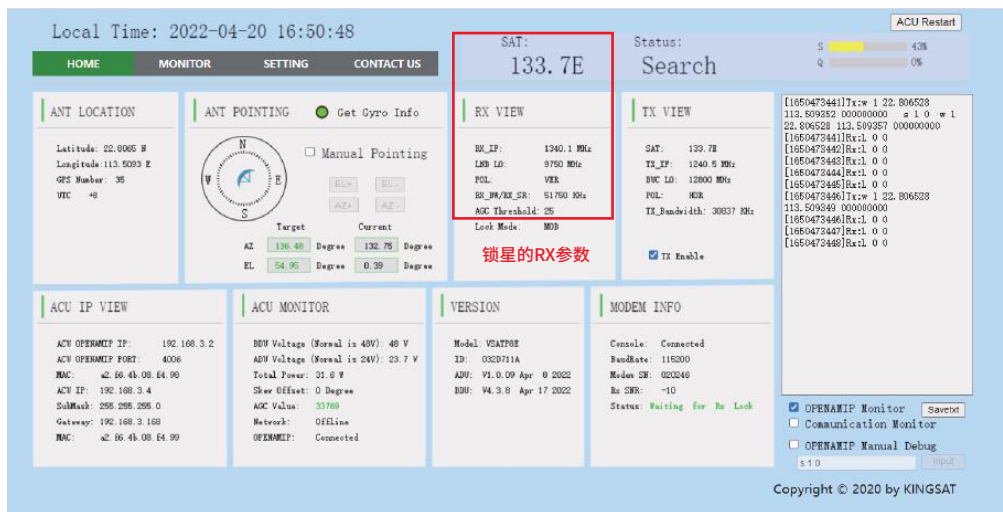 ACU Restart
Local Time: 2022-04-20 16:50:48
SAT:
133.7E
Status:
Search
S 43%
Q 0%
HOME MONITOR SETTING CONTACT US
ANT LOCATION
Latitude: 22.8065 N
Longitude:113.5093 E
GPS Number: 35
UTC +8
ANT POINTING Get Gyro Info
N
W E
S
Manual Pointing
EL+ EL-
AZ+ AZ-
Target Current
AZ 136.48 Degree 132.75 Degree
EL 54.95 Degree 0.39 Degree
RX VIEW
RX_IF: 1340.1 MHz
LNB LO: 9750 MHz
POL: VER
RX_BW/RX_SR: 51750 KHz
AGC Threshold: 25
Lock Mode: MOD
锁星的RX参数
TX VIEW
SAT: 133.7E
TX_IF: 1240.5 MHz
BUC LO: 12800 MHz
POL: HOR
TX_Bandwidth: 30837 KHz
TX Enable
[1650473441]Tx:w 1 22.806528
113.509352 000000000 s 1 0 w 1
22.806528 113.509357 000000000
[1650473441]Rx:L 0 0
[1650473442]Rx:L 0 0
[1650473443]Rx:L 0 0
[1650473444]Rx:L 0 0
[1650473445]Rx:L 0 0
[1650473446]Tx:w 1 22.806528
113.509349 000000000
[1650473446]Rx:L 0 0
[1650473447]Rx:L 0 0
[1650473448]Rx:L 0 0
ACU IP VIEW
ACU OPENAMIP IP: 192.168.3.2
ACU OPENAMIP PORT: 4006
MAC: a2.f6.4b.08.f4.98
ACU IP: 192.168.3.4
SubMask: 255.255.255.0
Gateway: 192.168.3.168
MAC: a2.f6.4b.08.f4.99
ACU MONITOR
BDU Voltage (Normal is 48V): 48 V
ADU Voltage (Normal is 24V): 23.7 V
Total Power: 31.6 W
Skew Offset: 0 Degree
AGC Value: 33769
Network: OffLine
OPENAMIP: Connected
VERSION
Model: VSATP8E
ID: 032D711A
ADU: V1.0.09 Apr 8 2022
BDU: V4.3.8 Apr 17 2022
MODEM INFO
Console: Connected
BaudRate: 115200
Modem SN: 020246
Rx SNR: -10
Status: Waiting for Rx Lock
OPENAMIP Monitor Savetxt
Communication Monitor
OPENAMIP Manual Debug
s 1 0 Input
Copyright © 2020 by KINGSAT